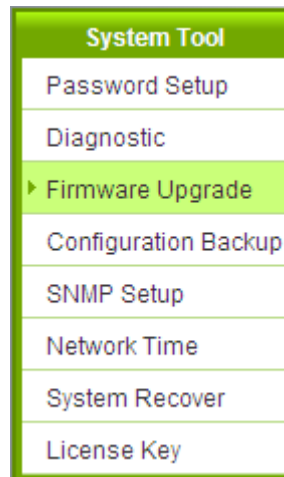 System Tool
Password Setup
Diagnostic
Firmware Upgrade
Configuration Backup
SNMP Setup
Network Time
System Recover
License Key